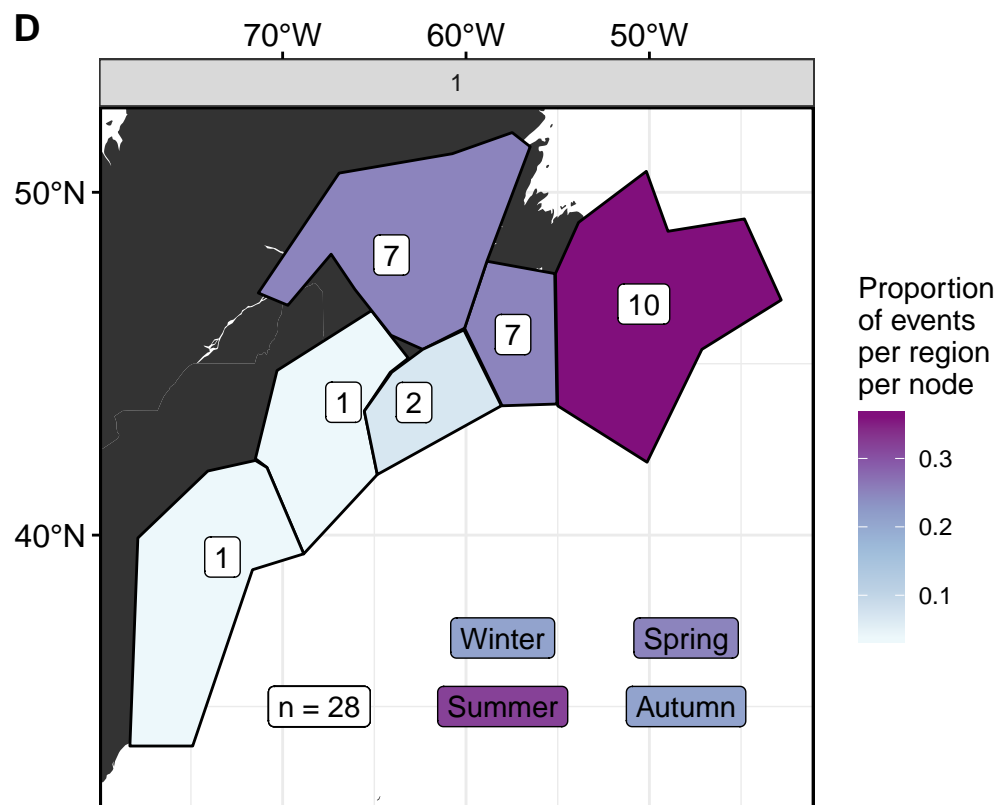 D
70°W 60°W 50°W
1
50°N
7
10
7
1
2
40°N
1
Winter Spring
n = 28 Summer Autumn
Proportion
of events
per region
per node
0.3
0.2
0.1